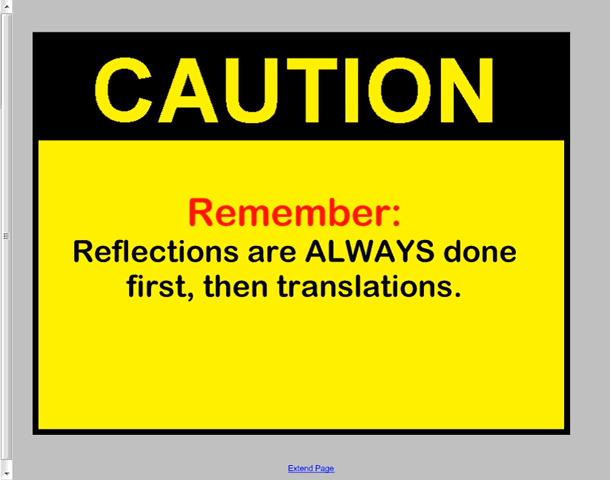 CAUTION
Remember:
Reflections are ALWAYS done
first, then translations.
Extend Page